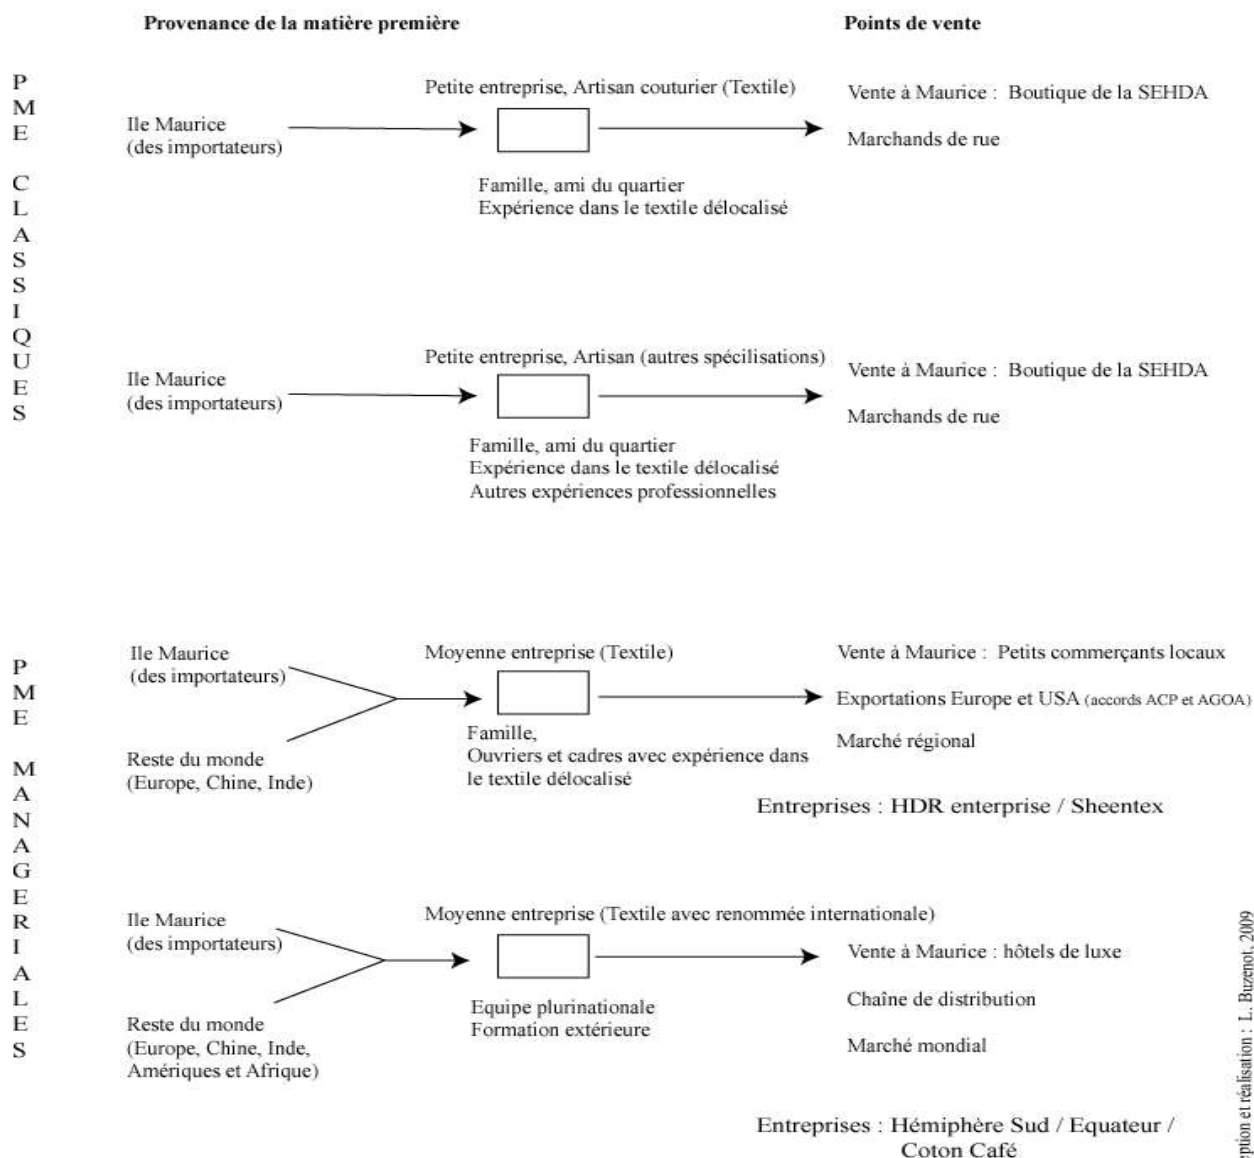 Provenance de la matière première
Points de vente
PME CLASSIQUES
Petite entreprise, Artisan couturier (Textile)
Ile Maurice
(des importateurs)
Famille, ami du quartier
Expérience dans le textile délocalisé
Vente à Maurice : Boutique de la SEHDA
Marchands de rue
Petite entreprise, Artisan (autres spécilisations)
Ile Maurice
(des importateurs)
Famille, ami du quartier
Expérience dans le textile délocalisé
Autres expériences professionnelles
Vente à Maurice : Boutique de la SEHDA
Marchands de rue
PME MANAGERIALES
Ile Maurice
(des importateurs)
Reste du monde
(Europe, Chine, Inde)
Moyenne entreprise (Textile)
Famille,
Ouvriers et cadres avec expérience dans
le textile délocalisé
Vente à Maurice : Petits commerçants locaux
Exportations Europe et USA (accords ACP et AGOA)
Marché régional
Entreprises : HDR enterprise / Sheentex
Ile Maurice
(des importateurs)
Reste du monde
(Europe, Chine, Inde,
Amériques et Afrique)
Moyenne entreprise (Textile avec renommée internationale)
Equipe plurinationale
Formation extérieure
Vente à Maurice : hôtels de luxe
Chaîne de distribution
Marché mondial
Entreprises : Hémiphère Sud / Equateur /
Coton Café
et réalisation : L. Buzenot, 2009